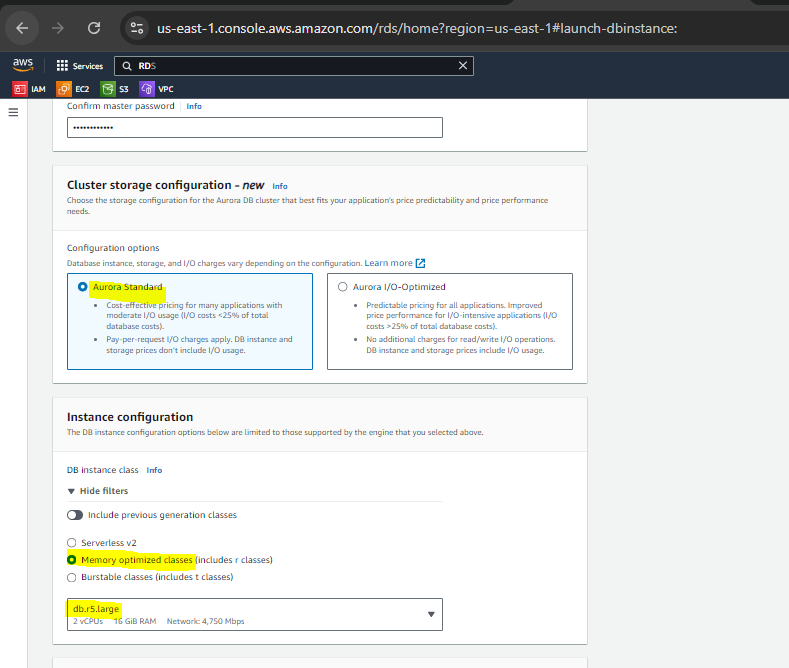 us-east-1.console.aws.amazon.com/rds/home?region=us-east-1#launch-dbinstance:
aws Services RDS
IAM EC2 S3 VPC
Confirm master password Info
••••••••••••
Cluster storage configuration - new Info
Choose the storage configuration for the Aurora DB cluster that best fits your application's price predictability and price performance
needs.
Configuration options
Database instance, storage, and I/O charges vary depending on the configuration. Learn more
Aurora Standard
• Cost-effective pricing for many applications with
moderate I/O usage (I/O costs <25% of total
database costs).
• Pay-per-request I/O charges apply. DB instance and
storage prices don't include I/O usage.
Aurora I/O-Optimized
• Predictable pricing for all applications. Improved
price performance for I/O-intensive applications (I/O
costs >25% of total database costs).
• No additional charges for read/write I/O operations.
DB instance and storage prices include I/O usage.
Instance configuration
The DB instance configuration options below are limited to those supported by the engine that you selected above.
DB instance class Info
Hide filters
Include previous generation classes
Serverless v2
Memory optimized classes (includes r classes)
Burstable classes (includes t classes)
db.r5.large
2 vCPUs 16 GiB RAM Network: 4,750 Mbps